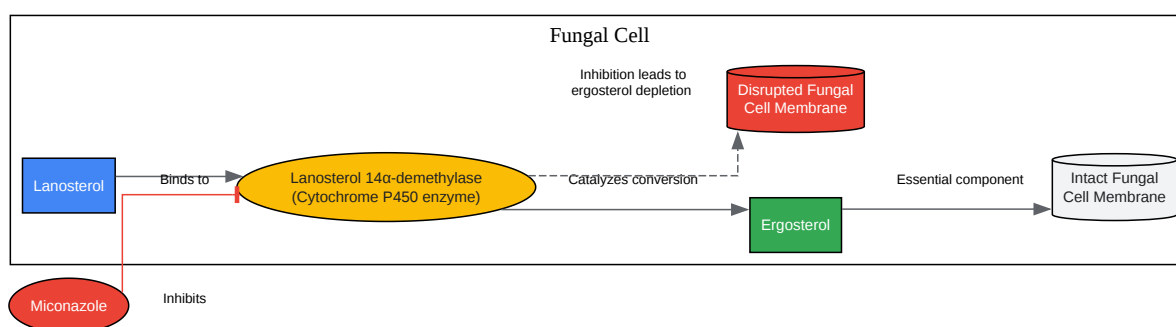 Fungal Cell
Inhibition leads to
ergosterol depletion
Disrupted Fungal
Cell Membrane
Lanosterol
Binds to
Lanosterol 14α-demethylase
(Cytochrome P450 enzyme)
Catalyzes conversion
Essential component
Intact Fungal
Cell Membrane
Ergosterol
Miconazole
Inhibits